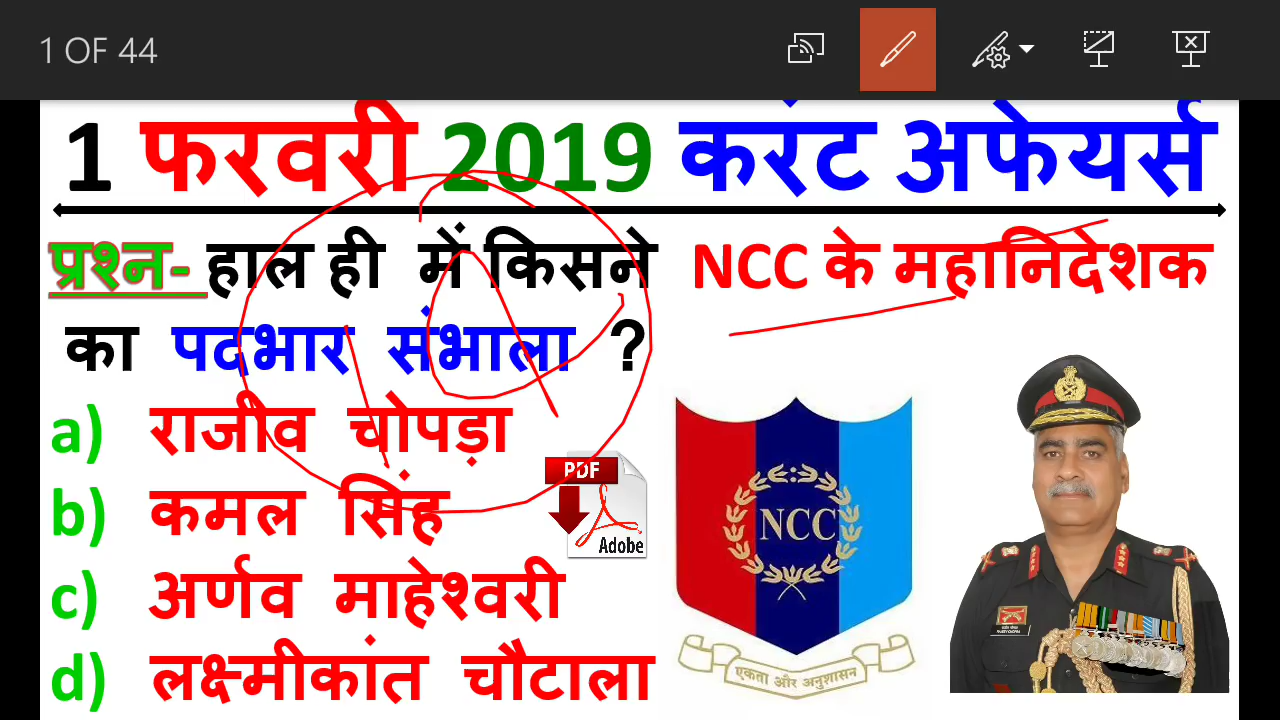 1 OF 44
1 फरवरी 2019 करंट अफेयर्स
प्रश्न- हाल ही में किसने NCC के महानिदेशक
का पदभार संभाला ?
a) राजीव चोपड़ा
b) कमल सिंह
PDF
Adobe
c) अर्णव माहेश्वरी
d) लक्ष्मीकांत चौटाला
NCC
एकता और अनुशासन